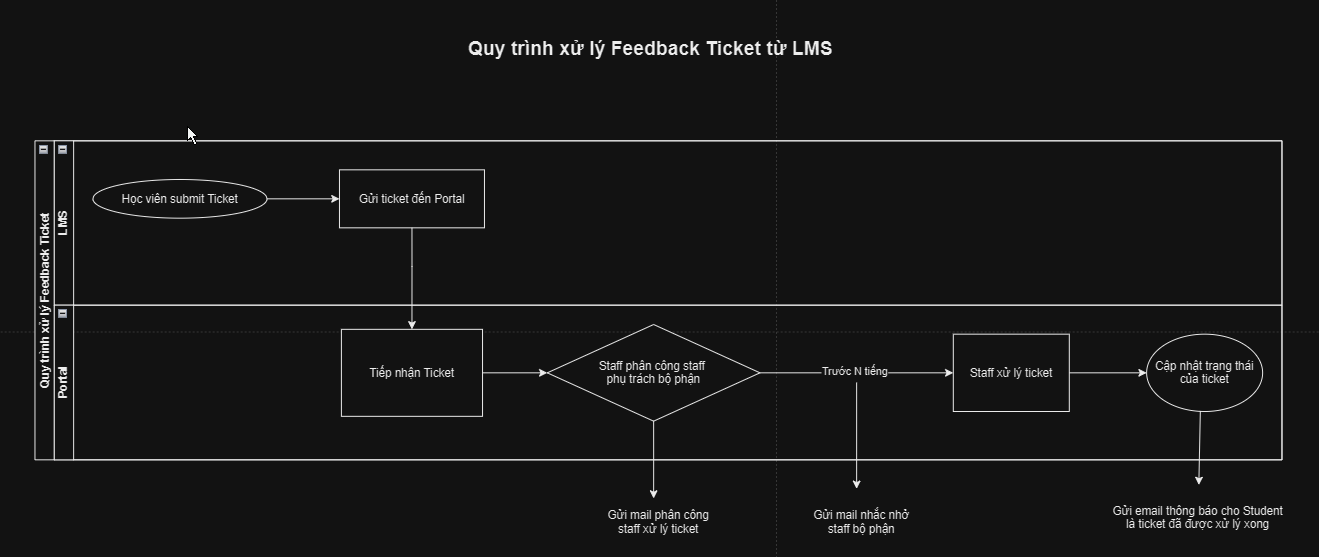 Quy trình xử lý Feedback Ticket từ LMS
Quy trình xử lý Feedback Ticket
LMS
Học viên submit Ticket
Gửi ticket đến Portal
Portal
Tiếp nhận Ticket
Staff phân công staff
phụ trách bộ phận
Trước N tiếng
Staff xử lý ticket
Cập nhật trạng thái
của ticket
Gửi mail phân công
staff xử lý ticket
Gửi mail nhắc nhở
staff bộ phận
Gửi email thông báo cho Student
là ticket đã được xử lý xong